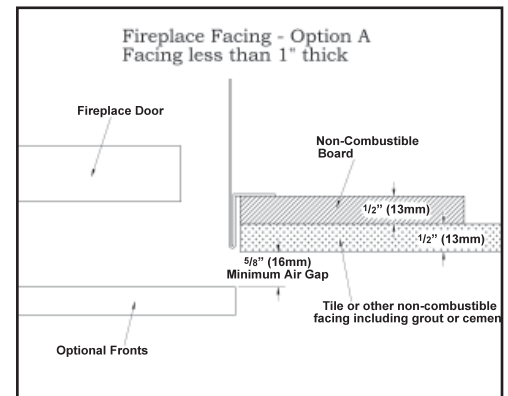 Fireplace Facing - Option A
Facing less than 1" thick
Fireplace Door
Non-Combustible
Board
1/2" (13mm)
1/2" (13mm)
5/8" (16mm)
Minimum Air Gap
Tile or other non-combustible
facing including grout or cemen
Optional Fronts